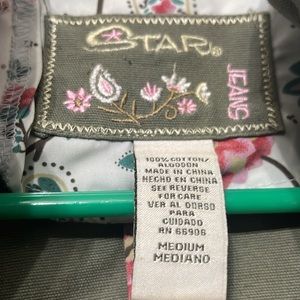 STAR®
JEANS
100% COTTON/
ALGODON
MADE IN CHINA
HECHO EN CHINA
SEE REVERSE
FOR CARE
VER AL DORSO
PARA
CUIDADO
RN 66906
MEDIUM
MEDIANO